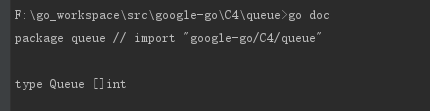 F:\go_workspace\src\google-go\C4\queue>go doc
package queue // import "google-go/C4/queue"
type Queue []int